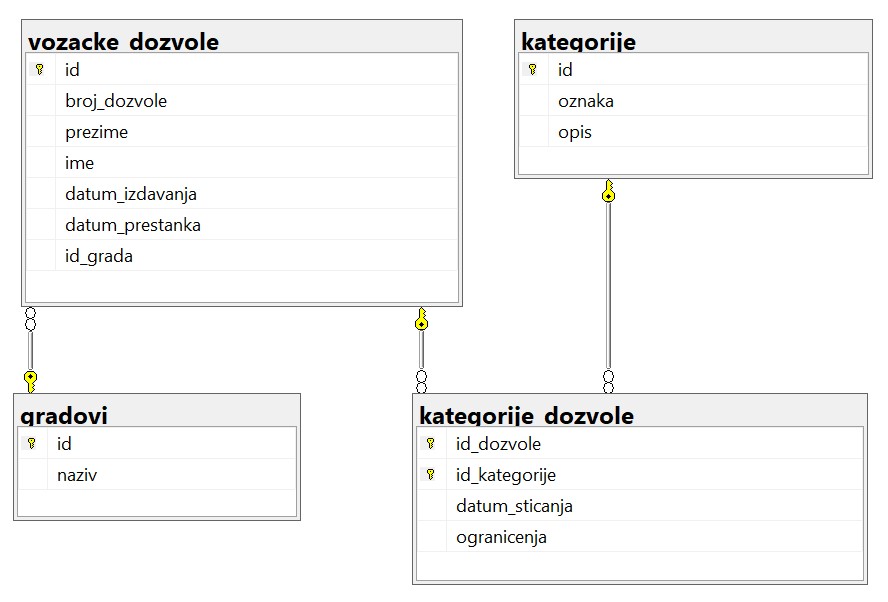 vozacke_dozvole
id
broj_dozvole
prezime
ime
datum_izdavanja
datum_prestanka
id_grada
kategorije
id
oznaka
opis
gradovi
id
naziv
kategorije_dozvole
id_dozvole
id_kategorije
datum_sticanja
ogranicenja